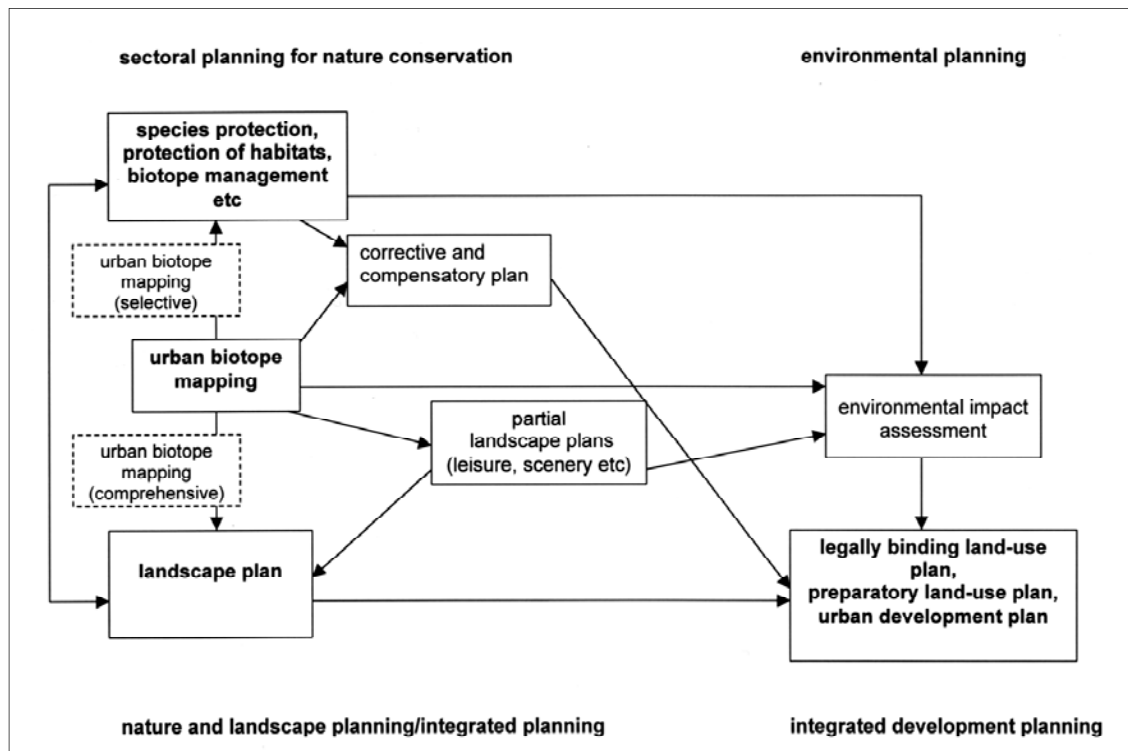 sectoral planning for nature conservation
environmental planning
species protection,
protection of habitats,
biotope management
etc
urban biotope
mapping
(selective)
corrective and
compensatory plan
urban biotope
mapping
environmental impact
assessment
partial
landscape plans
(leisure, scenery etc)
urban biotope
mapping
(comprehensive)
landscape plan
legally binding land-use
plan,
preparatory land-use plan,
urban development plan
nature and landscape planning/integrated planning
integrated development planning